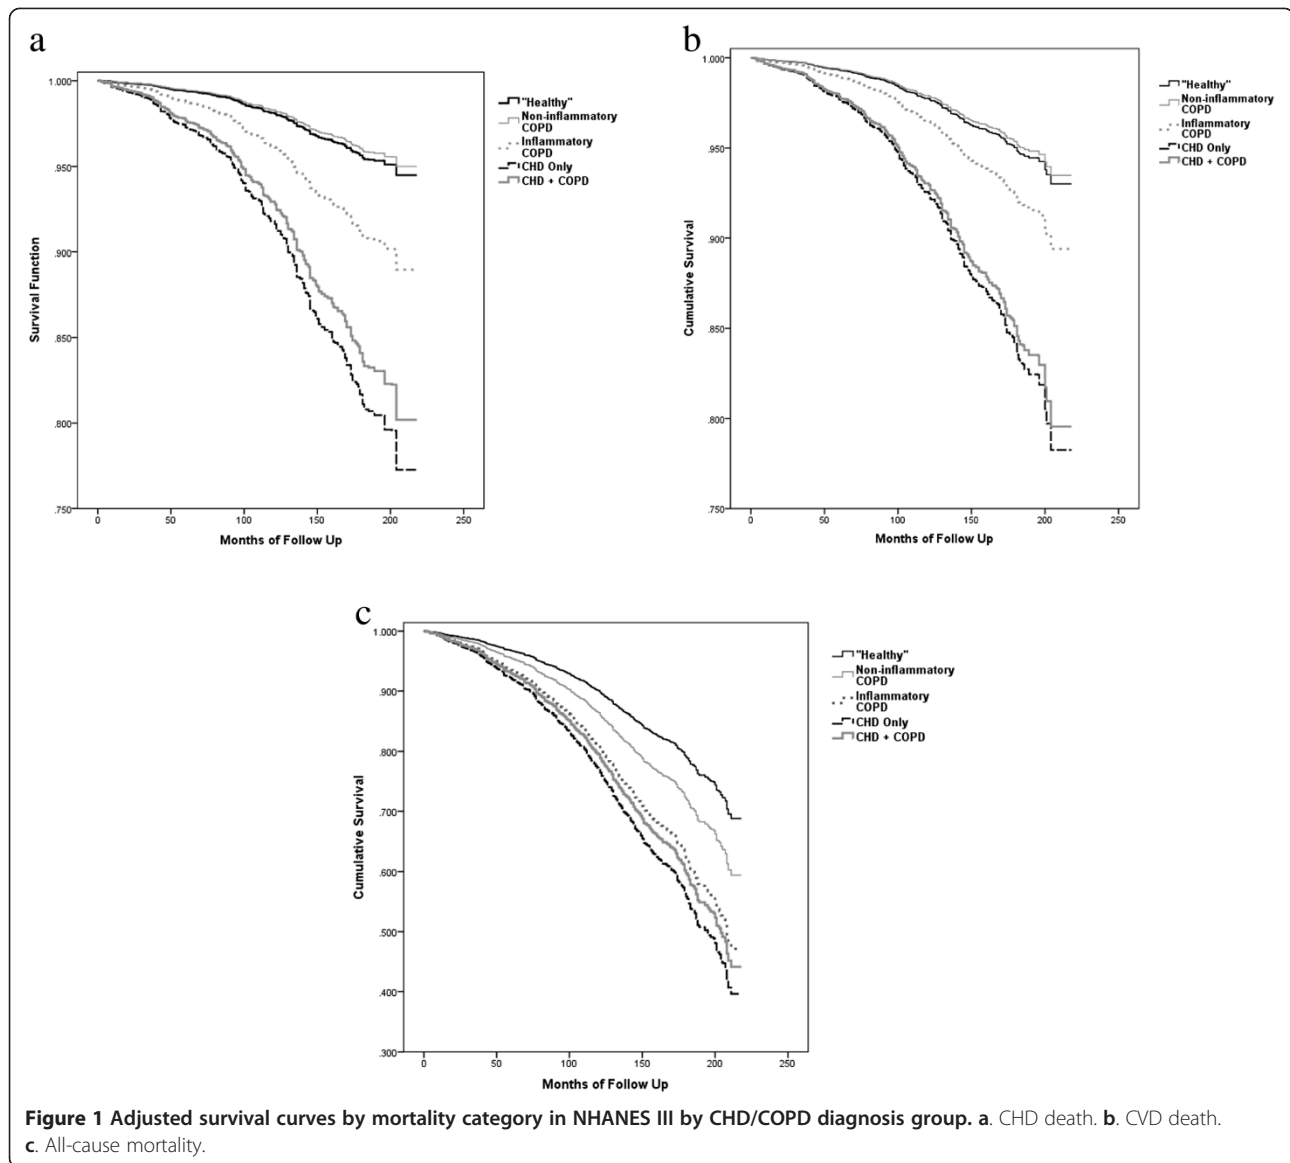 a
1.000
.950
.900
.850
.800
.750
Survival Function
0 50 100 150 200 250
Months of Follow Up
"Healthy"
Non-inflammatory
COPD
Inflammatory
COPD
CHD Only
CHD + COPD
b
1.000
.950
.900
.850
.800
.750
Cumulative Survival
0 50 100 150 200 250
Months of Follow Up
"Healthy"
Non-inflammatory
COPD
Inflammatory
COPD
CHD Only
CHD + COPD
c
1.000
.900
.800
.700
.600
.500
.400
.300
Cumulative Survival
0 50 100 150 200 250
Months of Follow Up
"Healthy"
Non-inflammatory
COPD
Inflammatory
COPD
CHD Only
CHD + COPD
Figure 1 Adjusted survival curves by mortality category in NHANES III by CHD/COPD diagnosis group. a. CHD death. b. CVD death.
c. All-cause mortality.